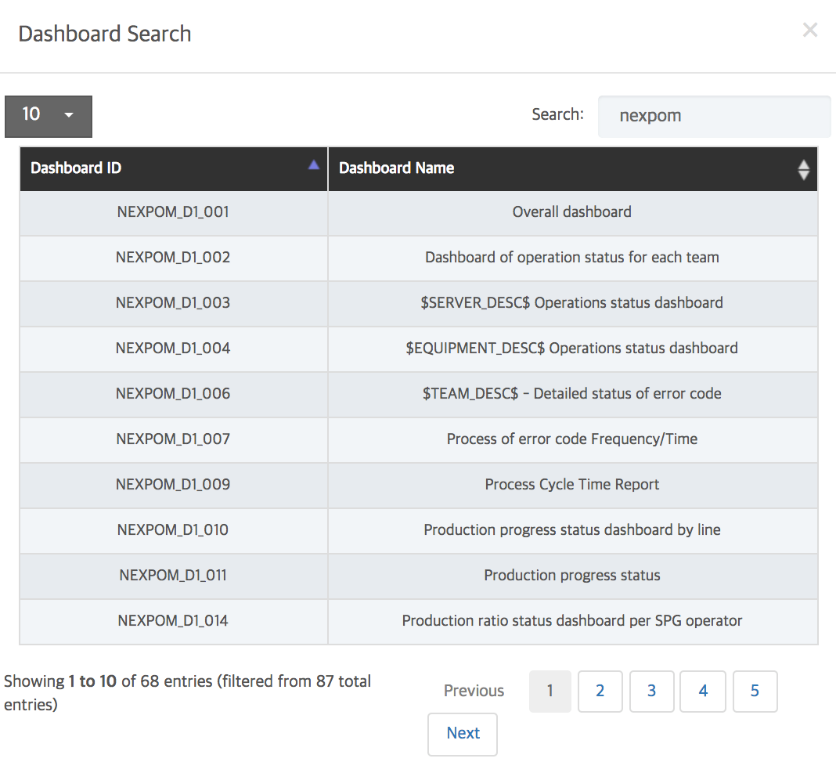 Dashboard Search
10
Search: nexpom
Dashboard ID Dashboard Name
NEXPOM_D1_001 Overall dashboard
NEXPOM_D1_002 Dashboard of operation status for each team
NEXPOM_D1_003 $SERVER_DESC$ Operations status dashboard
NEXPOM_D1_004 $EQUIPMENT_DESC$ Operations status dashboard
NEXPOM_D1_006 $TEAM_DESC$ - Detailed status of error code
NEXPOM_D1_007 Process of error code Frequency/Time
NEXPOM_D1_009 Process Cycle Time Report
NEXPOM_D1_010 Production progress status dashboard by line
NEXPOM_D1_011 Production progress status
NEXPOM_D1_014 Production ratio status dashboard per SPG operator
Showing 1 to 10 of 68 entries (filtered from 87 total
entries)
Previous 1 2 3 4 5
Next